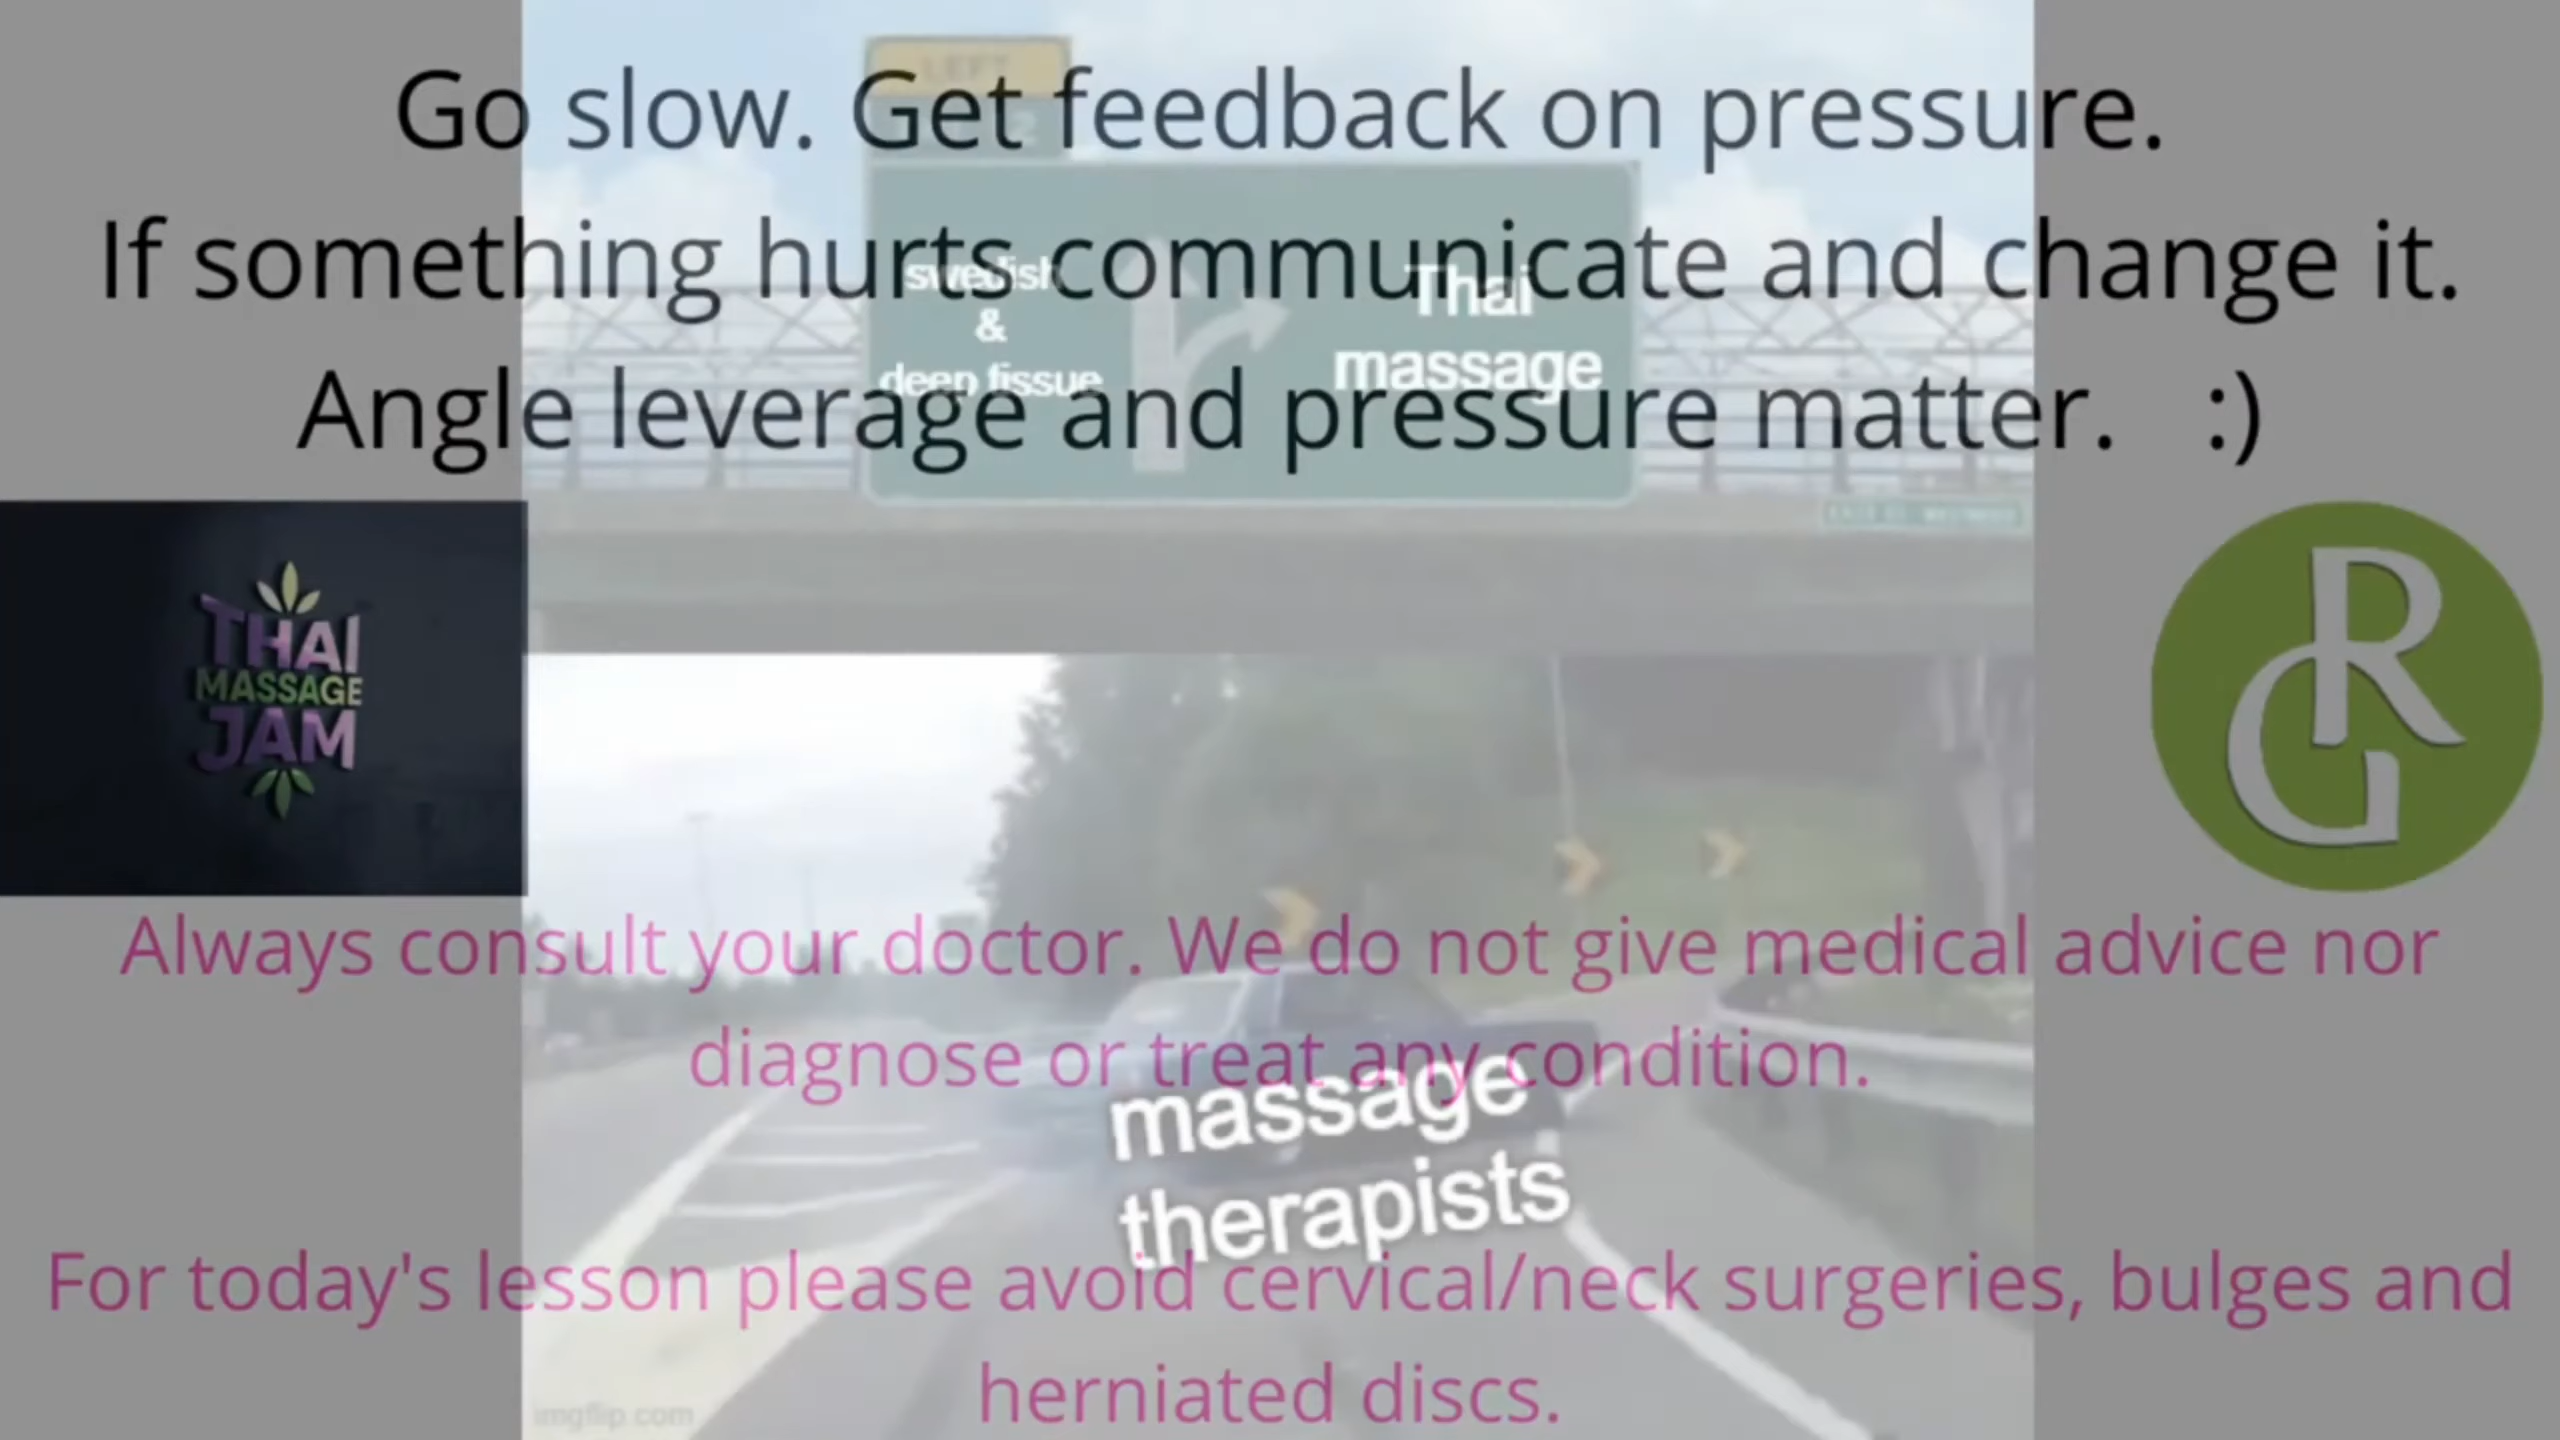 LEFT
Go slow. Get feedback on pressure.
If something hurts communicate and change it.
swedish
&
deep tissue
Thai
massage
Angle leverage and pressure matter. :)
THAI
MASSAGE
JAM
RG
Always consult your doctor. We do not give medical advice nor
diagnose or treat any condition.
massage
therapists
For today's lesson please avoid cervical/neck surgeries, bulges and
herniated discs.
imgflip.com